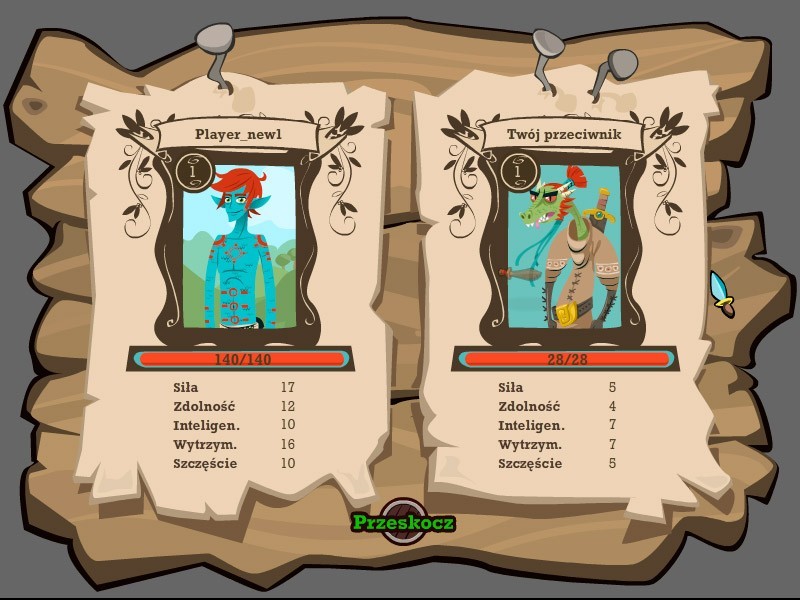 Player_new1
1
140/140
Siła 17
Zdolność 12
Inteligen. 10
Wytrzym. 16
Szczęście 10
Twój przeciwnik
1
28/28
Siła 5
Zdolność 4
Inteligen. 7
Wytrzym. 7
Szczęście 5
Przeskocz